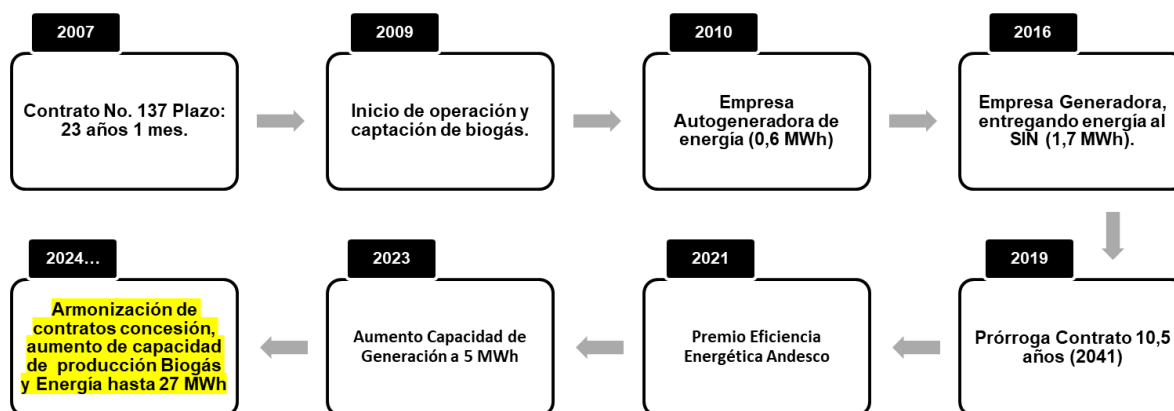 2007
Contrato No. 137 Plazo:
23 años 1 mes.
2009
Inicio de operación y
captación de biogás.
2010
Empresa
Autogeneradora de
energía (0,6 MWh)
2016
Empresa Generadora,
entregando energía al
SIN (1,7 MWh).
2019
Prórroga Contrato 10,5
años (2041)
2021
Premio Eficiencia
Energética Andesco
2023
Aumento Capacidad de
Generación a 5 MWh
2024...
Armonización de
contratos concesión,
aumento de capacidad
de producción Biogás
y Energía hasta 27 MWh